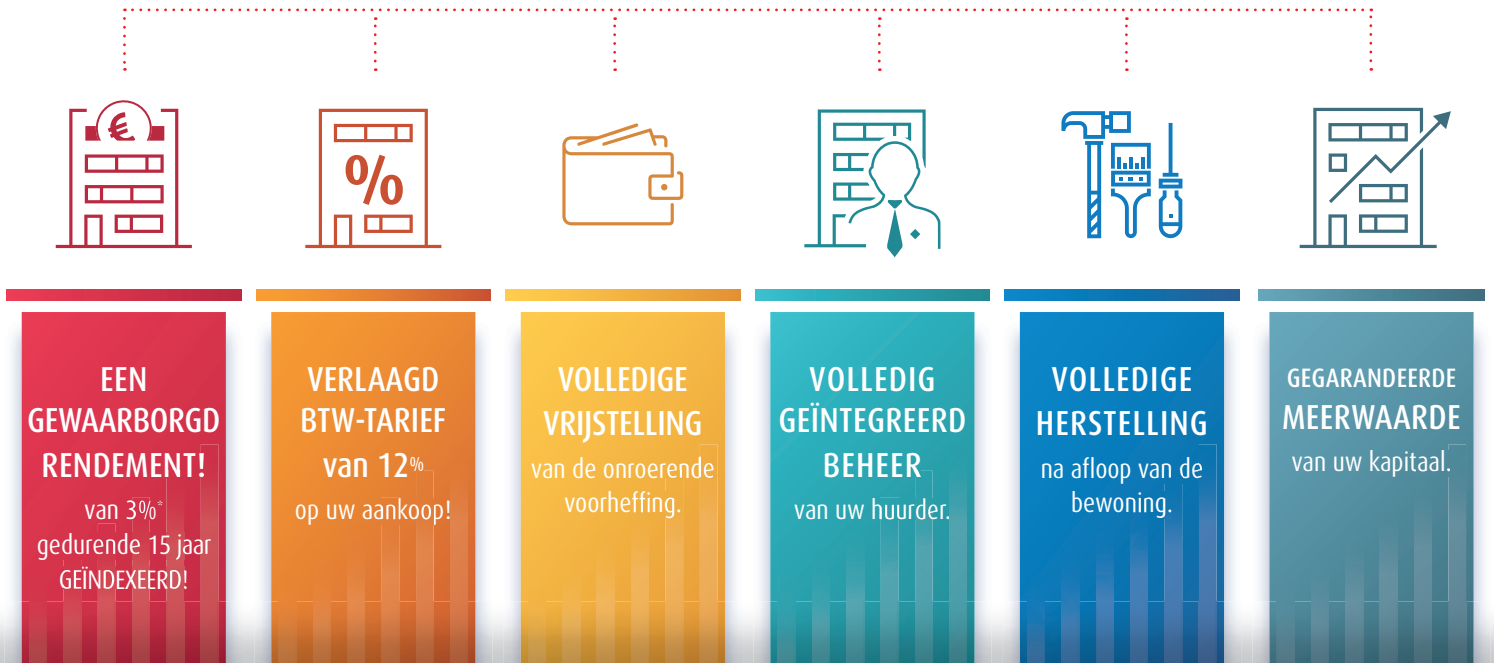 €
%
EEN
GEWAARBORGD
RENDEMENT!
van 3%*
gedurende 15 jaar
GEÏNDEXEERD!
VERLAAGD
BTW-TARIEF
van 12%
op uw aankoop!
VOLLEDIGE
VRIJSTELLING
van de onroerende
voorheffing.
VOLLEDIG
GEÏNTEGREERD
BEHEER
van uw huurder.
VOLLEDIGE
HERSTELLING
na afloop van de
bewoning.
GEGARANDEERDE
MEERWAARDE
van uw kapitaal.